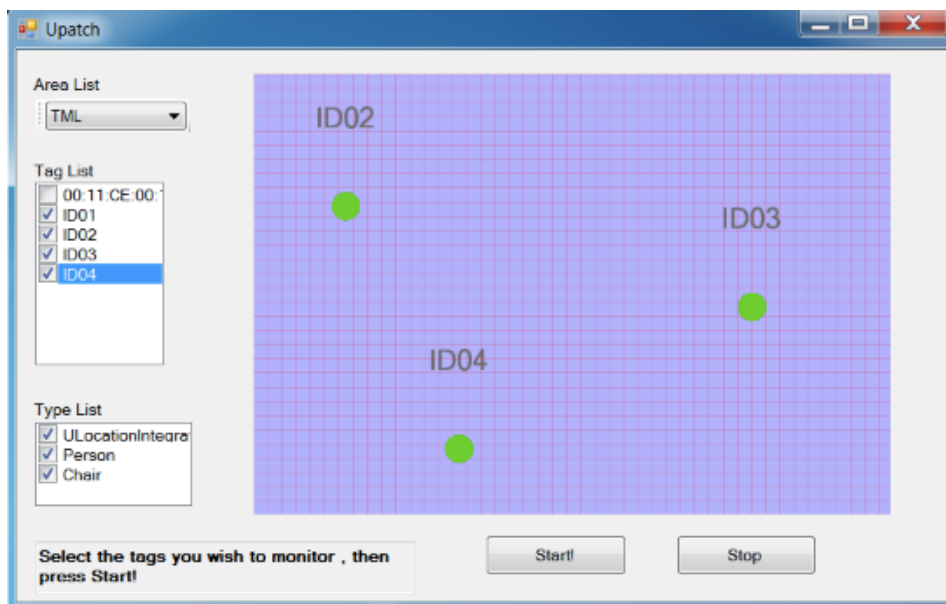 Upatch
Area List
TML
Tag List
00:11:CE:00:
ID01
ID02
ID03
ID04
Type List
ULocationIntegra
Person
Chair
ID02
ID03
ID04
Select the tags you wish to monitor , then
press Start!
Start!
Stop